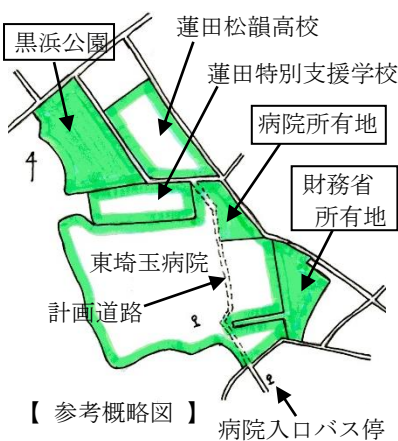 蓮田松韻高校
黒浜公園
蓮田特別支援学校
病院所有地
財務省
所有地
東埼玉病院
計画道路
【 参考概略図 】
病院入口バス停